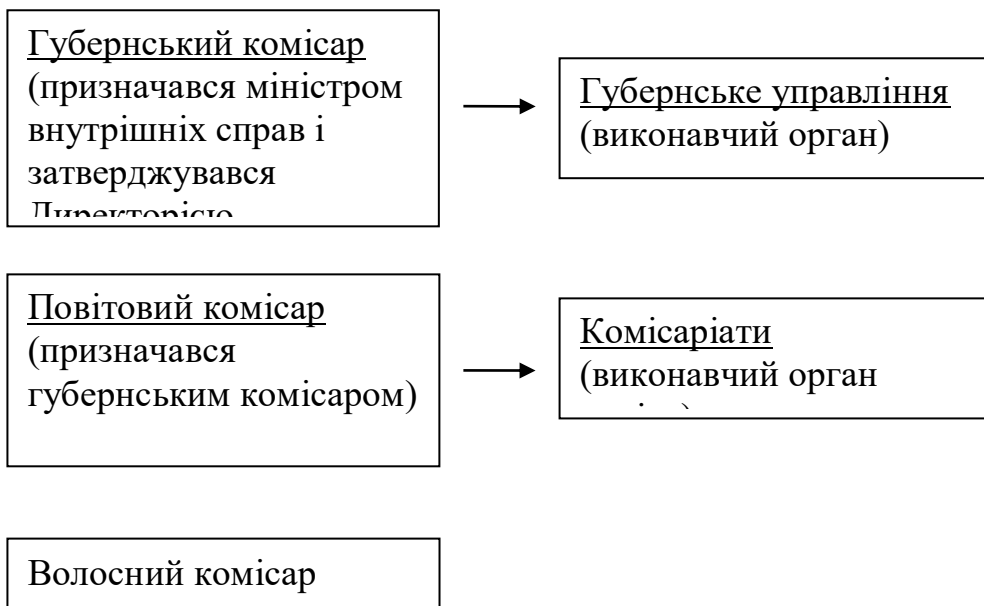 Губернський комісар
(призначався міністром
внутрішніх справ і
затверджувався
Директорією
Губернське управління
(виконавчий орган)
Повітовий комісар
(призначався
губернським комісаром)
Комісаріати
(виконавчий орган
Волосний комісар